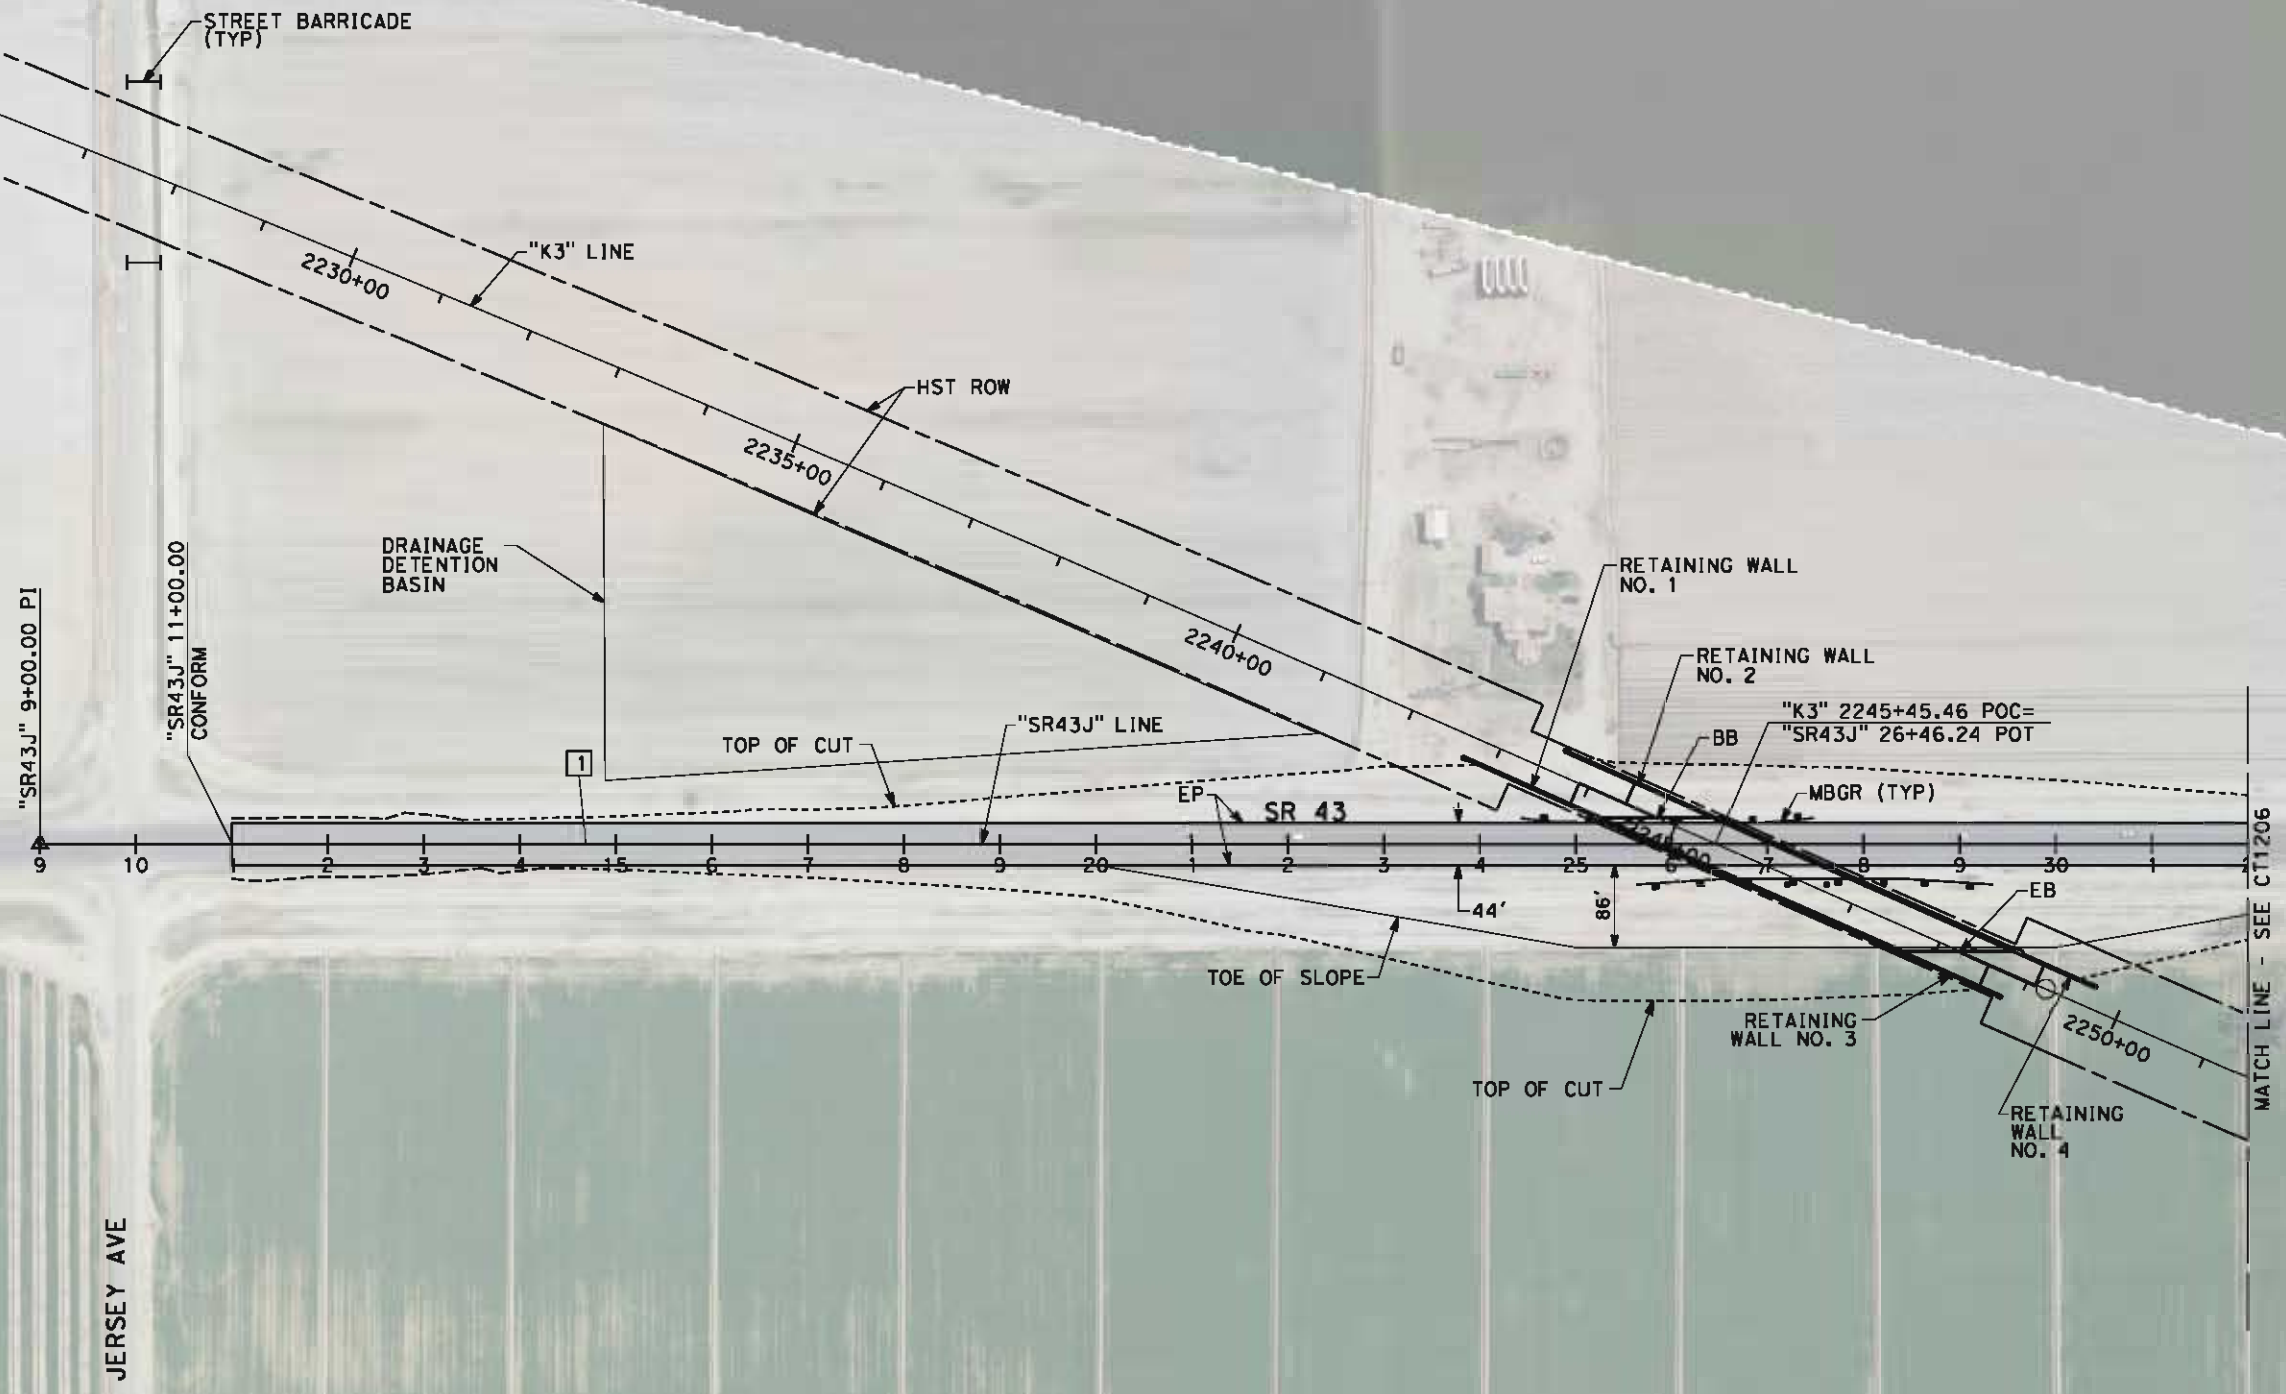 STREET BARRICADE
(TYP)
"K3" LINE
2230+00
HST ROW
2235+00
DRAINAGE
DETENTION
BASIN
"SR43J" 9+00.00 PI
"SR43J" 11+00.00
CONFORM
RETAINING WALL
NO. 1
2240+00
RETAINING WALL
NO. 2
"K3" 2245+45.46 POC=
"SR43J" 26+46.24 POT
"SR43J" LINE
TOP OF CUT
BB
1
EP
SR 43
MBGR (TYP)
2245+00
9 10 2 3 4 15 6 7 8 9 20 1 2 3 4 25 6 7 8 9 30 1 2
44'
86'
EB
TOE OF SLOPE
RETAINING
WALL NO. 3
2250+00
TOP OF CUT
RETAINING
WALL
NO. 4
MATCH LINE - SEE CT1206
JERSEY AVE